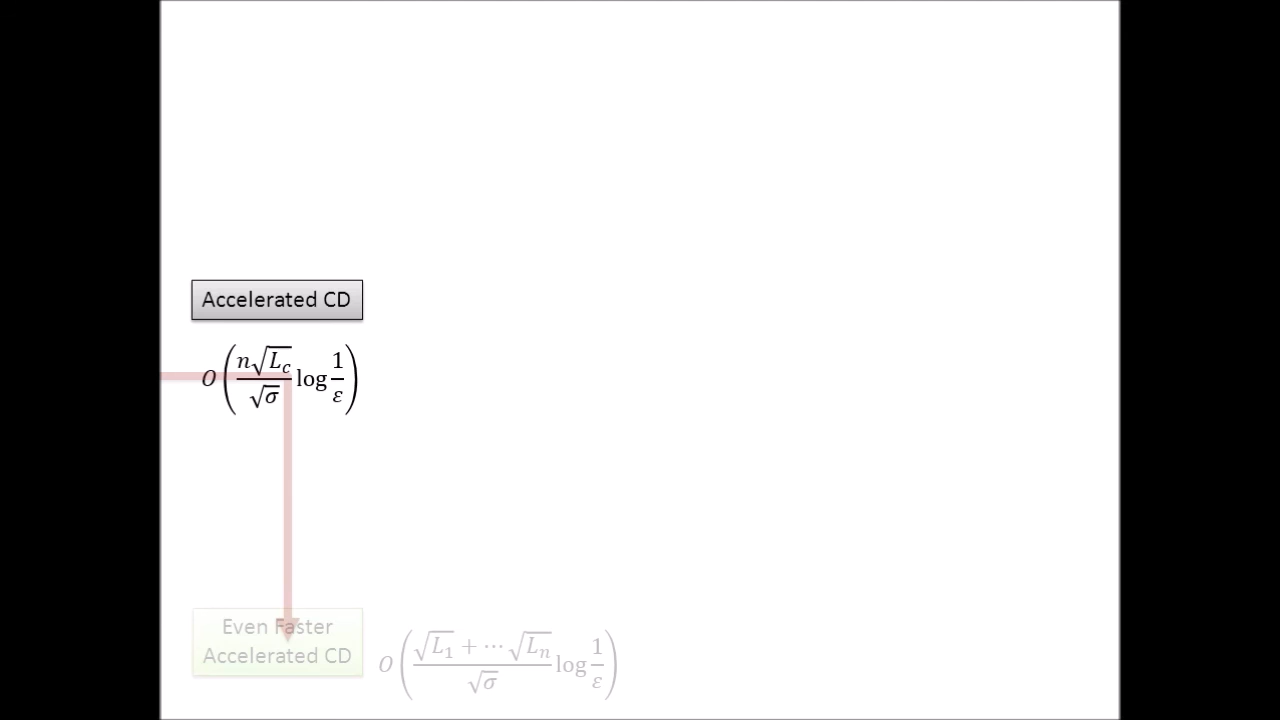 Accelerated CD
O(n√L_c/√σ log 1/ε)
Even Faster
Accelerated CD
O(√L_1 + ⋯ √L_n/√σ log 1/ε)